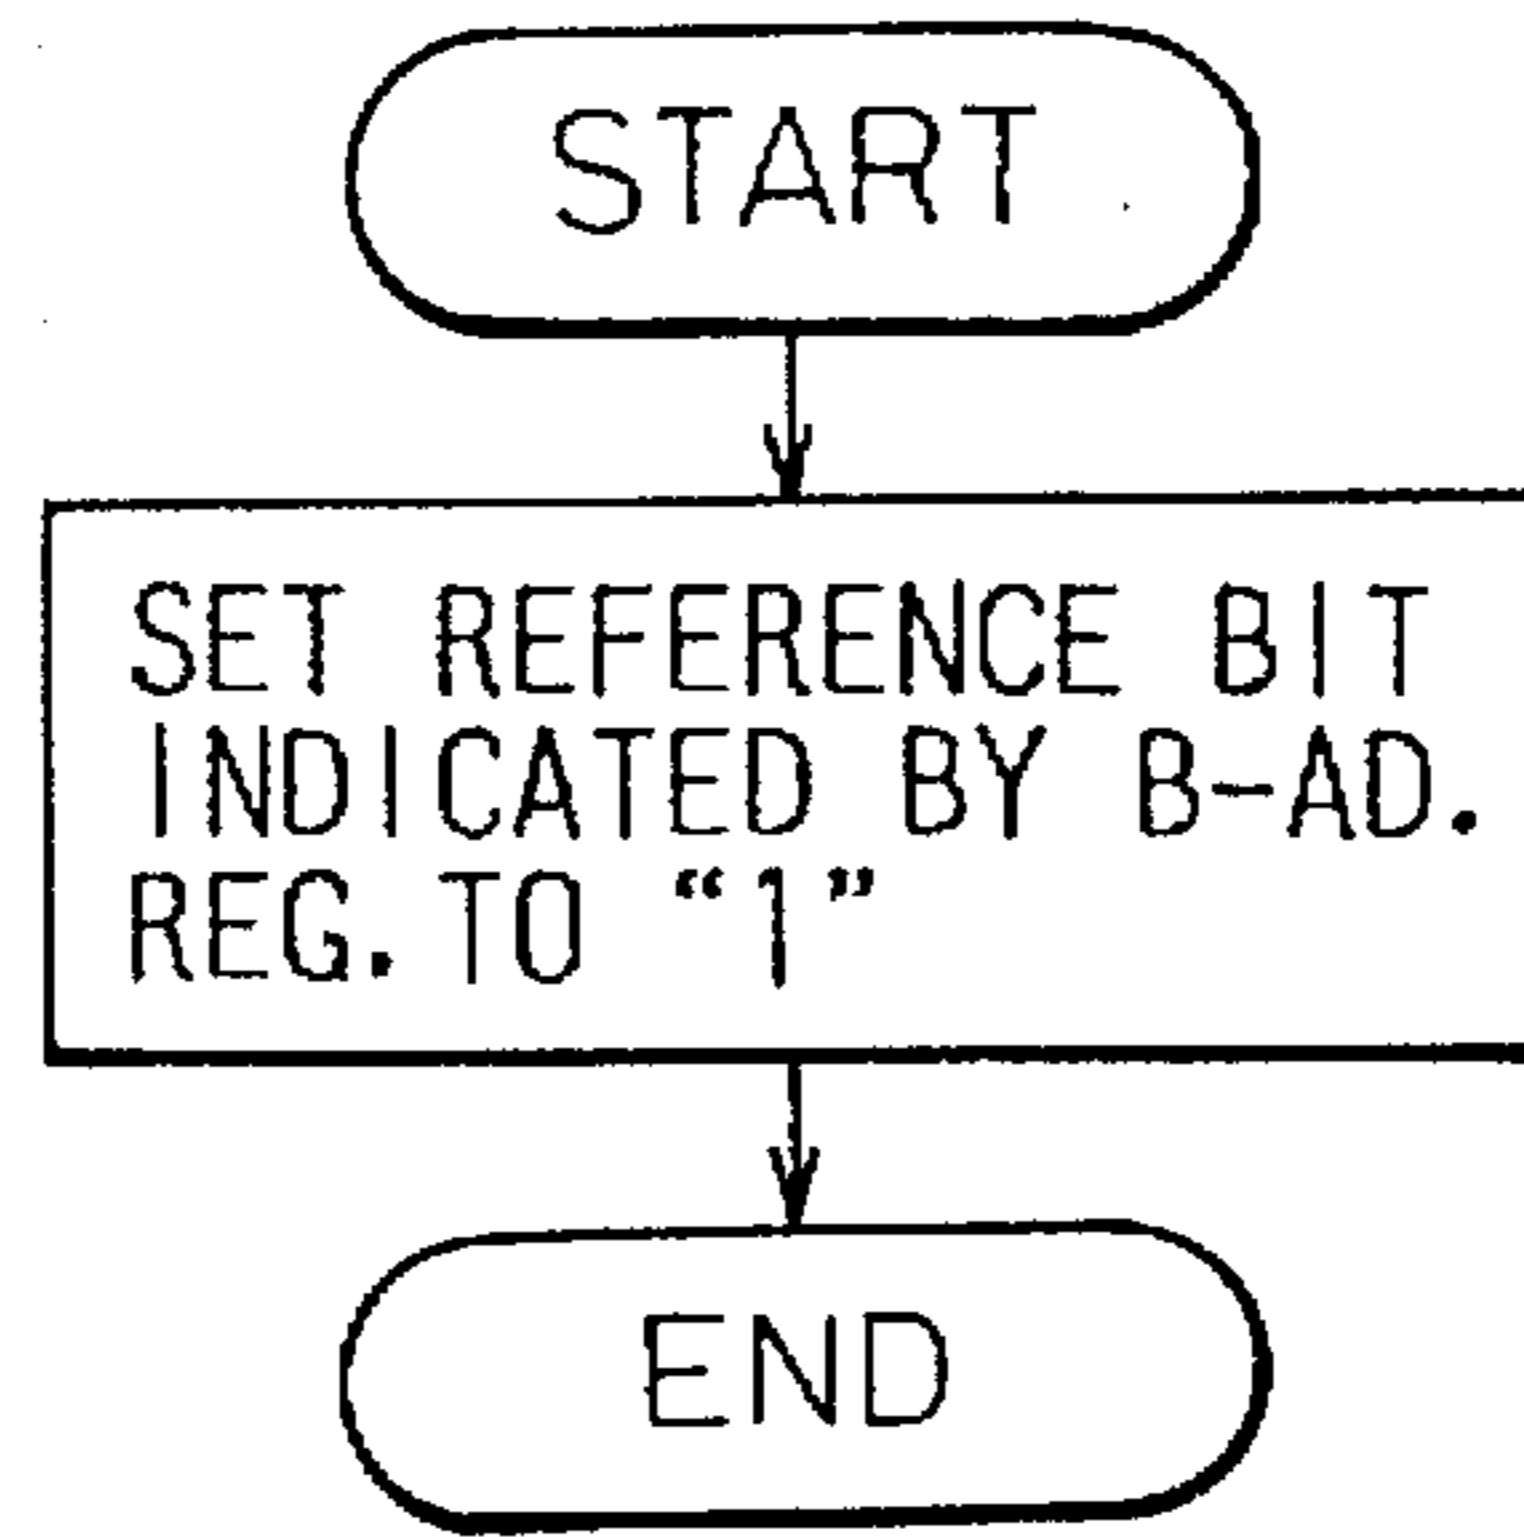 START
SET REFERENCE BIT
INDICATED BY B-AD.
REG. TO “1”
END